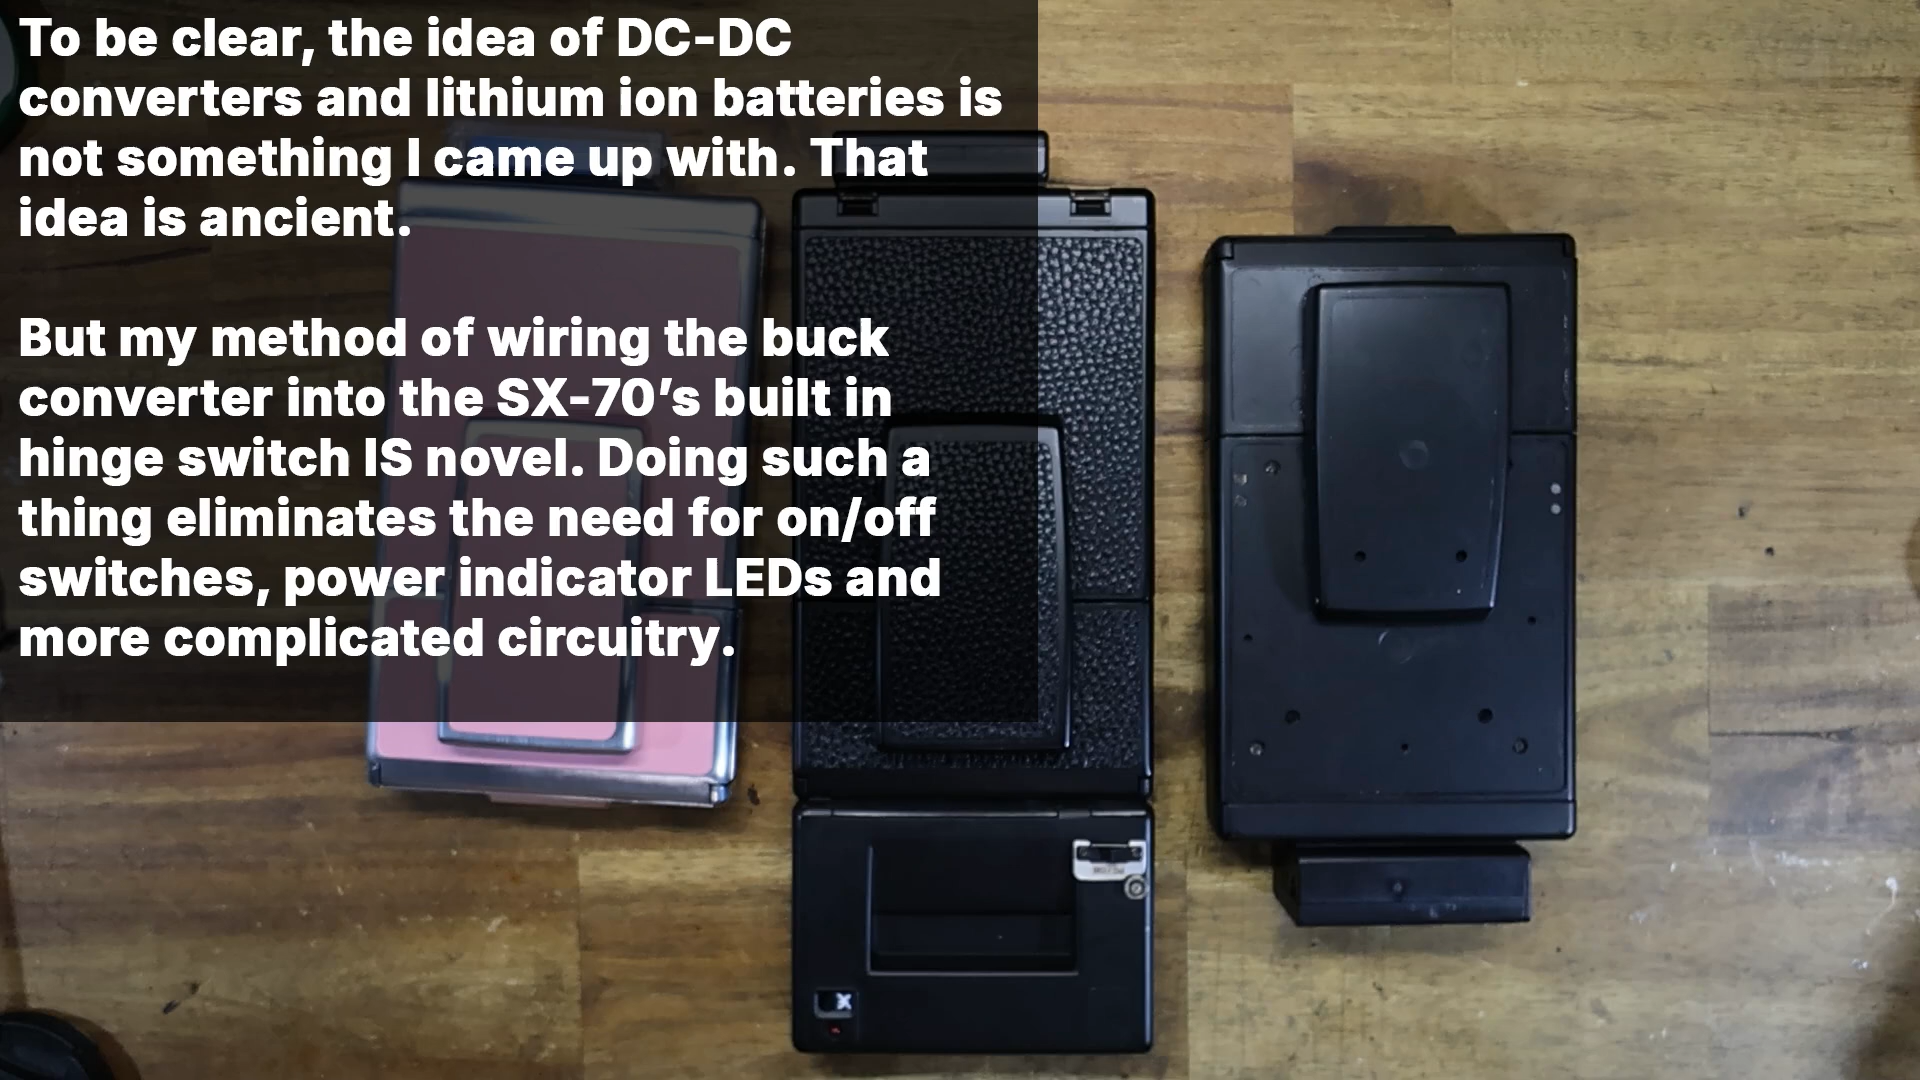 To be clear, the idea of DC-DC
converters and lithium ion batteries is
not something I came up with. That
idea is ancient.
But my method of wiring the buck
converter into the SX-70’s built in
hinge switch IS novel. Doing such a
thing eliminates the need for on/off
switches, power indicator LEDs and
more complicated circuitry.
X